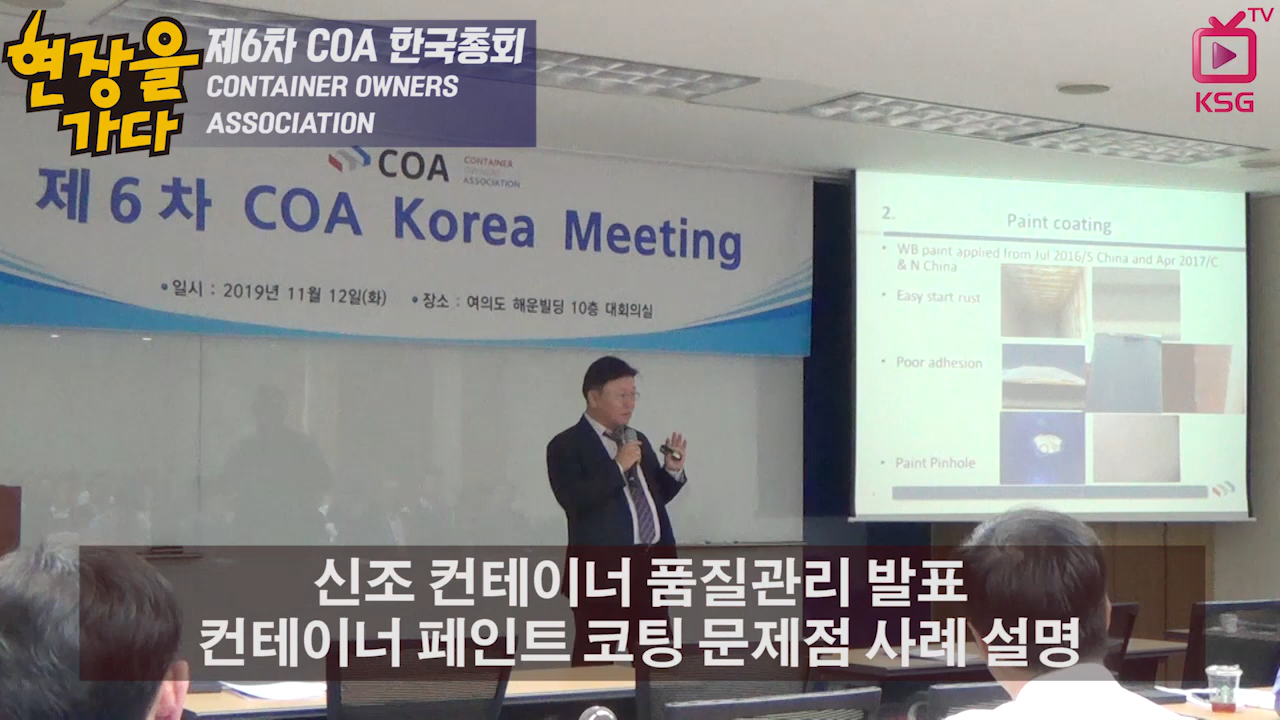 현장을
가다
제6차 COA 한국총회
CONTAINER OWNERS
ASSOCIATION
TV
KSG
COA
CONTAINER
OWNERS
ASSOCIATION
제 6 차 COA Korea Meeting
• 일시 : 2019년 11월 12일(화) • 장소 : 여의도 해운빌딩 10층 대회의실
2. Paint coating
• WB paint applied from Jul 2016/S China and Apr 2017/C
& N China
• Easy start rust
• Poor adhesion
• Paint Pinhole
신조 컨테이너 품질관리 발표
컨테이너 페인트 코팅 문제점 사례 설명